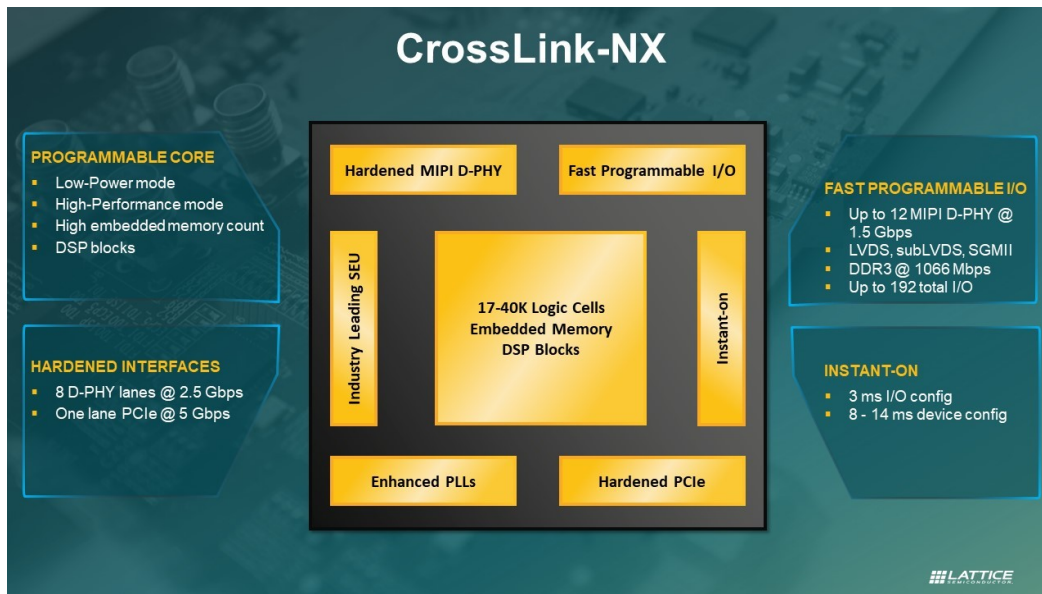 CrossLink-NX
PROGRAMMABLE CORE
▪ Low-Power mode
▪ High-Performance mode
▪ High embedded memory count
▪ DSP blocks
HARDENED INTERFACES
▪ 8 D-PHY lanes @ 2.5 Gbps
▪ One lane PCIe @ 5 Gbps
Hardened MIPI D-PHY
Fast Programmable I/O
Industry Leading SEU
17-40K Logic Cells
Embedded Memory
DSP Blocks
Instant-on
Enhanced PLLs
Hardened PCIe
FAST PROGRAMMABLE I/O
▪ Up to 12 MIPI D-PHY @
1.5 Gbps
▪ LVDS, subLVDS, SGMII
▪ DDR3 @ 1066 Mbps
▪ Up to 192 total I/O
INSTANT-ON
▪ 3 ms I/O config
▪ 8 - 14 ms device config
LATTICE
SEMICONDUCTOR.